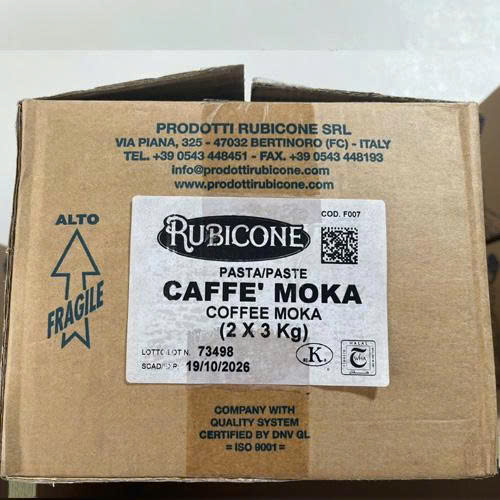 PRODOTTI RUBICONE SRL
VIA PIANA, 325 - 47032 BERTINORO (FC) - ITALY
TEL. +39 0543 448451 - FAX. +39 0543 448193
info@prodottirubicone.com
www.prodottirubicone.com
ALTO
FRAGILE
COD. F007
RUBICONE
PASTA/PASTE
CAFFE' MOKA
COFFEE MOKA
(2 X 3 Kg)
LOTTO/LOT N. 73498
SCAD/EXP: 19/10/2026
K
HALAL
COMPANY WITH
QUALITY SYSTEM
CERTIFIED BY DNV GL
= ISO 9001 =